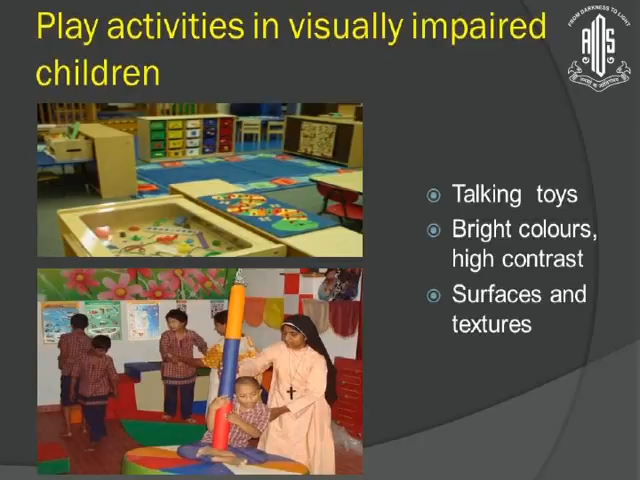 Play activities in visually impaired
children
FROM DARKNESS TO LIGHT
Talking toys
Bright colours,
high contrast
Surfaces and
textures